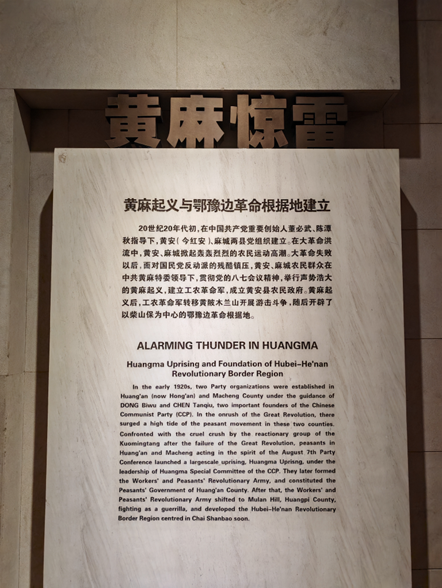 黄麻惊雷
黄麻起义与鄂豫边革命根据地建立
20世纪20年代初，在中国共产党重要创始人董必武、陈潭
秋指导下，黄安（今红安）、麻城两县党组织建立。在大革命洪
流中，黄安、麻城掀起轰轰烈烈的农民运动高潮。大革命失败
以后，面对国民党反动派的残酷镇压，黄安、麻城农民群众在
中共黄麻特委领导下，贯彻党的八七会议精神，举行声势浩大
的黄麻起义，建立工农革命军，成立黄安县农民政府。黄麻起
义后，工农革命军转移黄陂木兰山开展游击斗争，随后开辟了
以柴山保为中心的鄂豫边革命根据地。
ALARMING THUNDER IN HUANGMA
Huangma Uprising and Foundation of Hubei-He'nan
Revolutionary Border Region
In the early 1920s, two Party organizations were established in
Huang'an (now Hong'an) and Macheng County under the guidance of
DONG Biwu and CHEN Tanqiu, two important founders of the Chinese
Communist Party (CCP). In the onrush of the Great Revolution, there
surged a high tide of the peasant movement in these two counties.
Confronted with the cruel crush by the reactionary group of the
Kuomingtang after the failure of the Great Revolution, peasants in
Huang'an and Macheng acting in the spirit of the August 7th Party
Conference launched a largescale uprising, Huangma Uprisng, under the
leadership of Huangma Special Committee of the CCP. They later formed
the Workers' and Peasants' Revolutionary Army, and constituted the
Peasants' Government of Huang'an County. After that, the Workers' and
Peasants' Revolutionary Army shifted to Mulan Hill, Huangpi County,
fighting as a guerrilla, and developed the Hubei-He'nan Revolutionary
Border Region centred in Chai Shanbao soon.